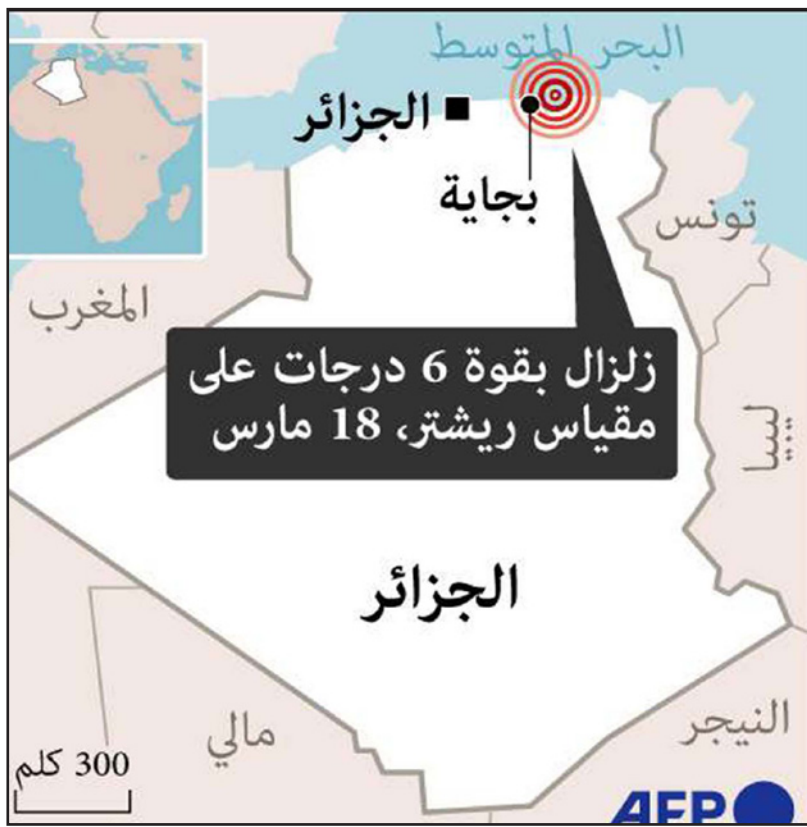 البحر المتوسط
الجزائر
بجاية
تونس
المغرب
زلزال بقوة 6 درجات على
مقياس ريشتر، 18 مارس
ليبيا
الجزائر
النيجر
مالي
300 كلم
AFP